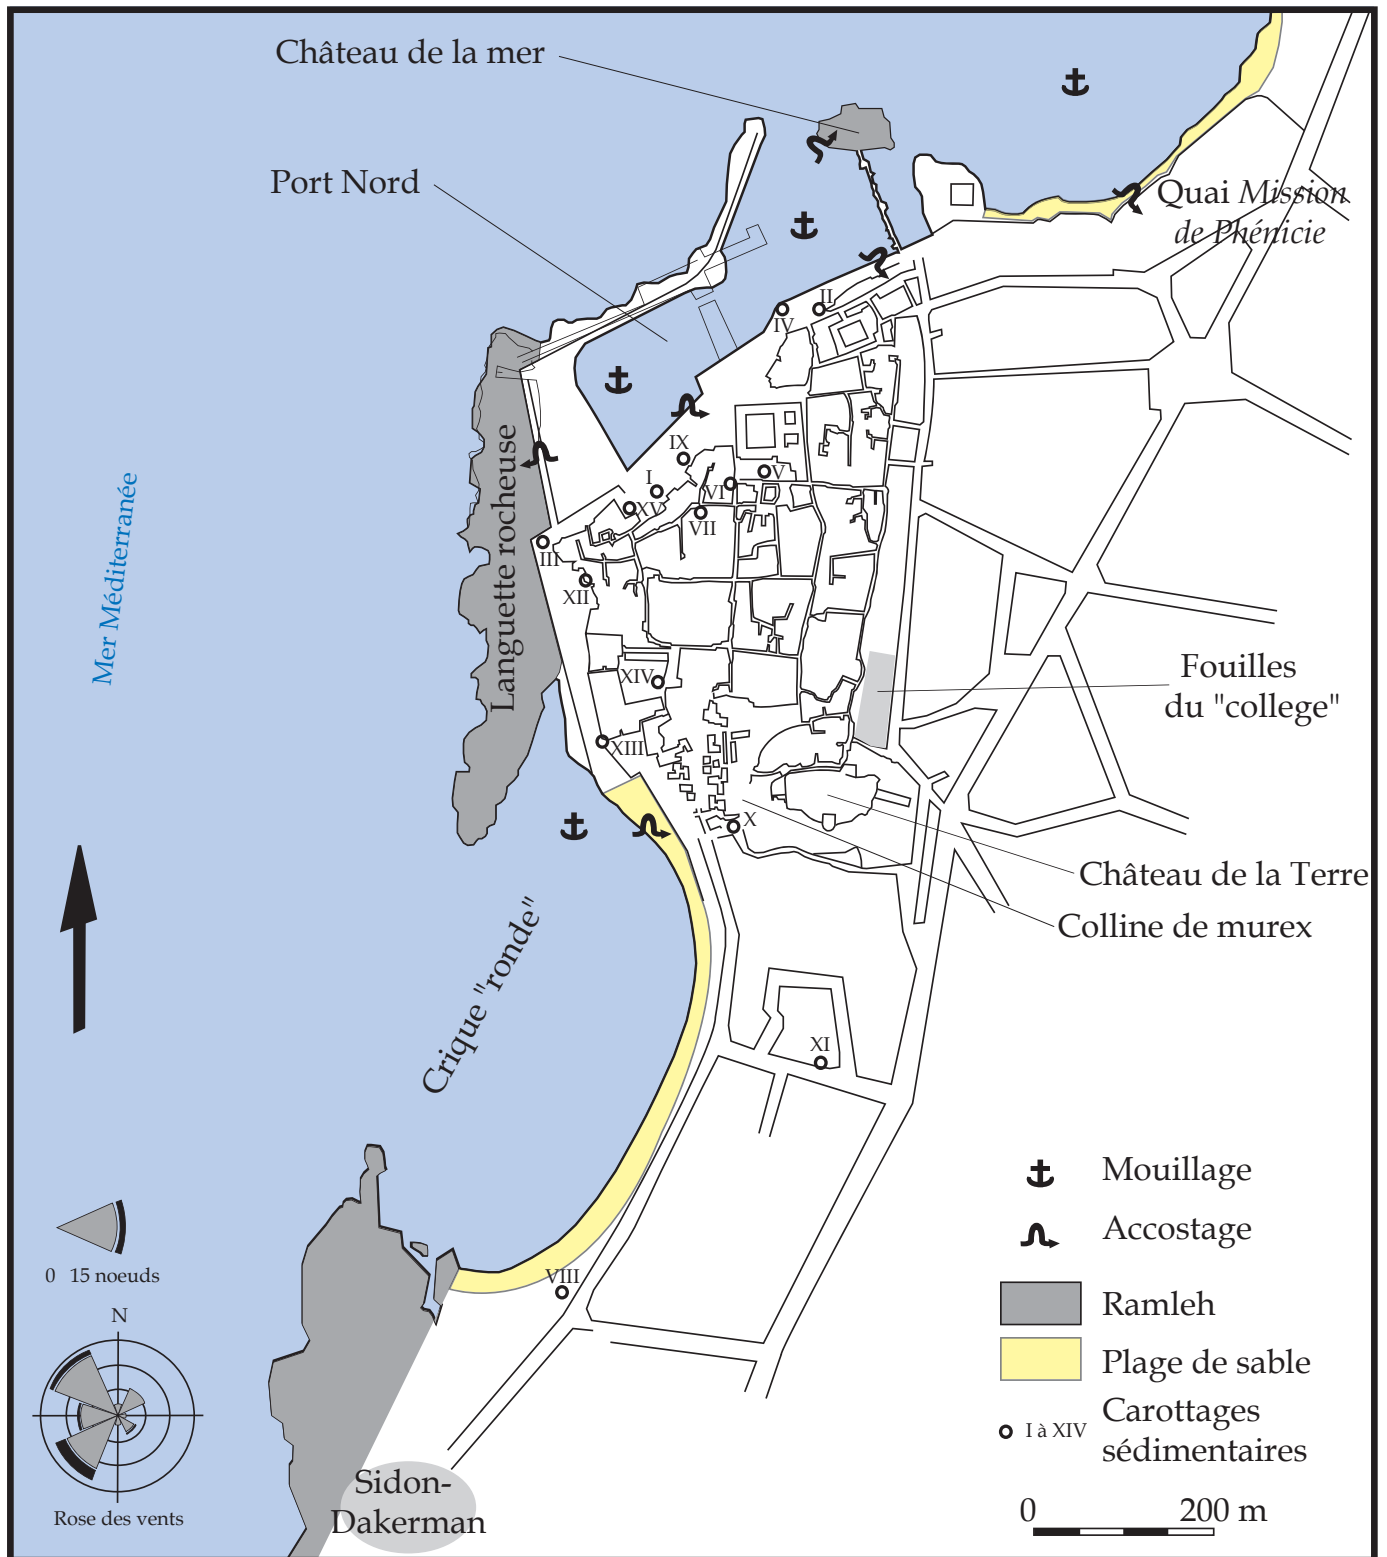 Château de la mer
Port Nord
Quai Mission
de Phénicie
II
IV
IX
I
V
VI
XV
VII
III
XII
Mer Méditerranée
Languette rocheuse
XIV
Fouilles
du "college"
XIII
X
Château de la Terre
Colline de murex
Crique "ronde"
XI
VIII
Mouillage
Accostage
Ramleh
Plage de sable
I à XIV
Carottages
sédimentaires
0 200 m
0 15 noeuds
N
Rose des vents
Sidon-
Dakerman